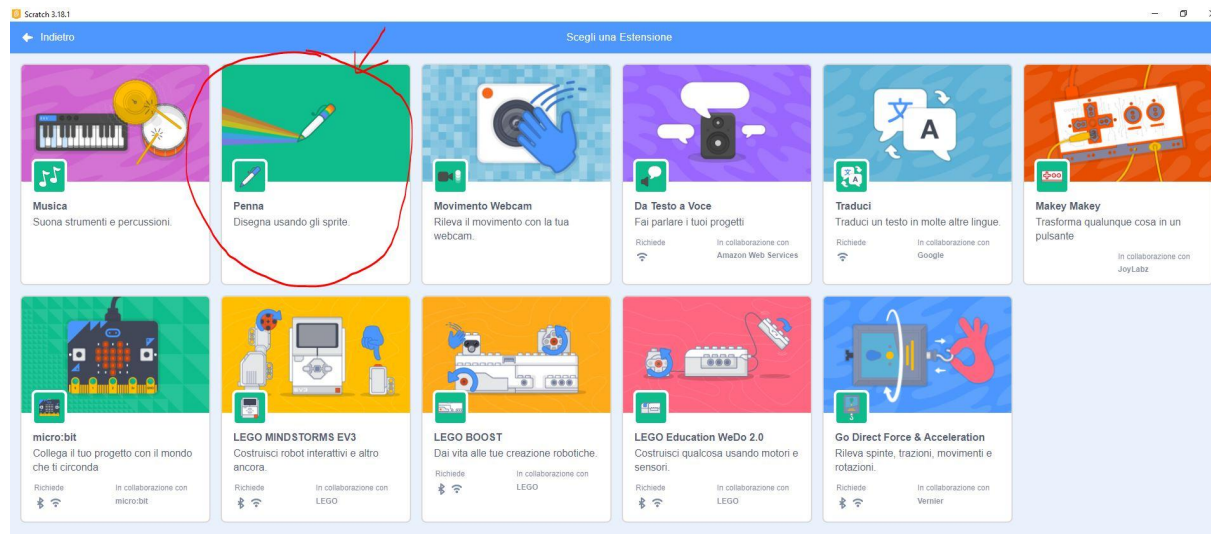 Scratch 3.18.1
Indietro
Scegli una Estensione
Musica
Suona strumenti e percussioni.
Penna
Disegna usando gli sprite.
Movimento Webcam
Rileva il movimento con la tua
webcam.
Da Testo a Voce
Fai parlare i tuoi progetti
Richiede
In collaborazione con
Amazon Web Services
Traduci
Traduci un testo in molte altre lingue.
Richiede
In collaborazione con
Google
文
A
文
A
Makey Makey
Trasforma qualunque cosa in un
pulsante
In collaborazione con
JoyLabz
micro:bit
Collega il tuo progetto con il mondo
che ti circonda
Richiede
In collaborazione con
micro:bit
LEGO MINDSTORMS EV3
Costruisci robot interattivi e altro
ancora.
Richiede
In collaborazione con
LEGO
LEGO BOOST
Dai vita alle tue creazione robotiche.
Richiede
In collaborazione con
LEGO
LEGO Education WeDo 2.0
Costruisci qualcosa usando motori e
sensori.
Richiede
In collaborazione con
LEGO
Go Direct Force & Acceleration
Rileva spinte, trazioni, movimenti e
rotazioni.
Richiede
In collaborazione con
Vernier